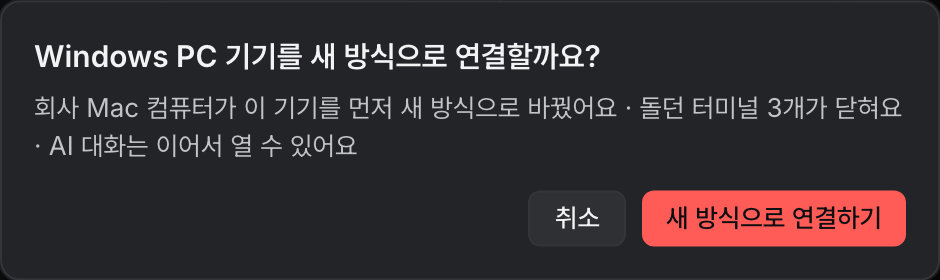 Windows PC 기기를 새 방식으로 연결할까요?
회사 Mac 컴퓨터가 이 기기를 먼저 새 방식으로 바꿨어요 · 돌던 터미널 3개가 닫혀요
· AI 대화는 이어서 열 수 있어요
취소
새 방식으로 연결하기